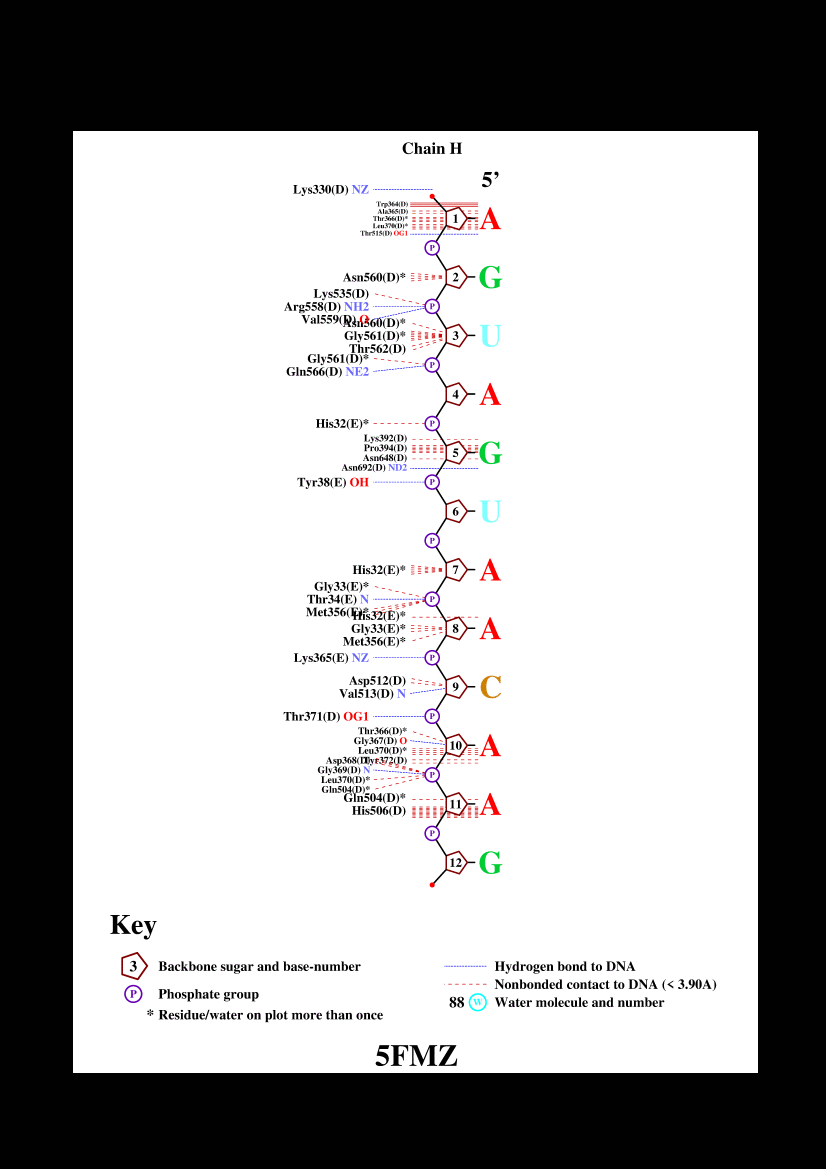 Chain H
5’
Lys330(D) NZ
Trp364(D)
Ala365(D)
Thr366(D)*
Leu370(D)*
Thr515(D) OG1
1 A
P
Asn560(D)* 2 G
Lys535(D)
Arg558(D) NH2 P
Val559(D) O
Asn560(D)*
Gly561(D)* 3 U
Thr562(D)
Gly561(D)* P
Gln566(D) NE2
4 A
His32(E)* P
Lys392(D)
Pro394(D)
Asn648(D)
Asn692(D) ND2
5 G
Tyr38(E) OH P
6 U
P
His32(E)* 7 A
Gly33(E)*
Thr34(E) N P
Met356(E)*
His32(E)*
Gly33(E)* 8 A
Met356(E)*
Lys365(E) NZ P
Asp512(D)
Val513(D) N
9 C
Thr371(D) OG1 P
Thr366(D)*
Gly367(D) O
Leu370(D)*
Tyr372(D)
10 A
Asp368(D)
Gly369(D) N
Leu370(D)*
Gln504(D)*
P
Gln504(D)*
His506(D)
11 A
P
12 G
Key
3 Backbone sugar and base-number
P Phosphate group
* Residue/water on plot more than once
Hydrogen bond to DNA
Nonbonded contact to DNA (< 3.90A)
88 W Water molecule and number
5FMZ